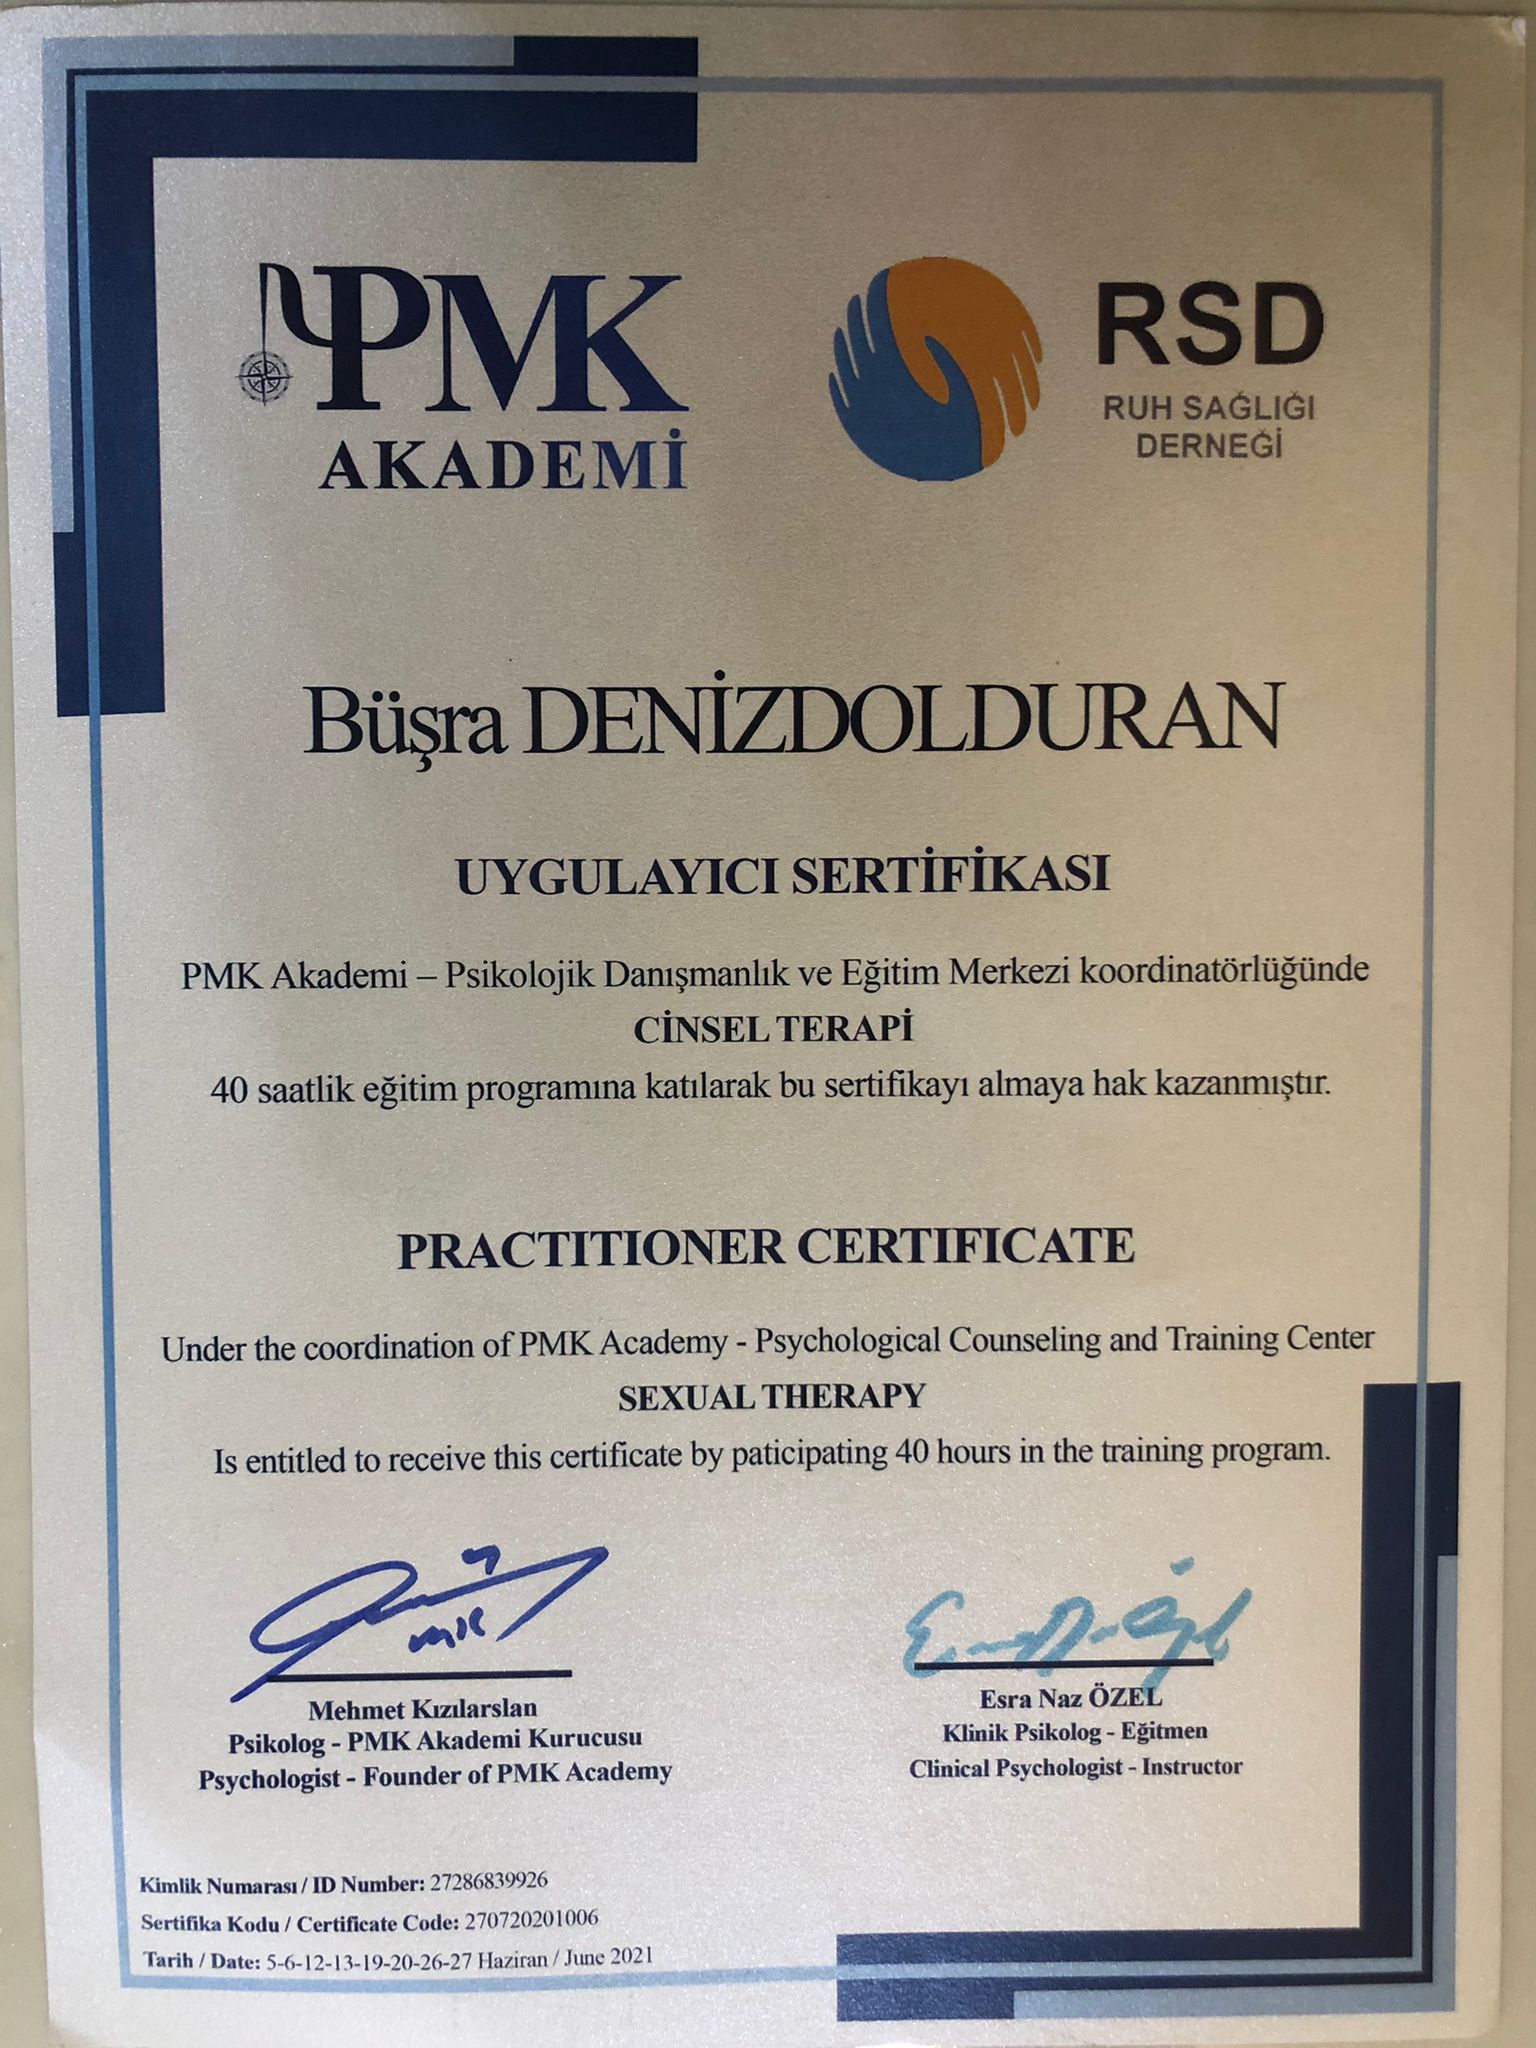 PMK
AKADEMİ
RSD
RUH SAĞLIĞI
DERNEĞİ
Büşra DENİZDOLDURAN
UYGULAYICI SERTİFİKASI
PMK Akademi – Psikolojik Danışmanlık ve Eğitim Merkezi koordinatörlüğünde
CİNSEL TERAPİ
40 saatlik eğitim programına katılarak bu sertifikayı almaya hak kazanmıştır.
PRACTITIONER CERTIFICATE
Under the coordination of PMK Academy - Psychological Counseling and Training Center
SEXUAL THERAPY
Is entitled to receive this certificate by paticipating 40 hours in the training program.
Mehmet Kızılarslan
Psikolog - PMK Akademi Kurucusu
Psychologist - Founder of PMK Academy
Esra Naz ÖZEL
Klinik Psikolog - Eğitmen
Clinical Psychologist - Instructor
Kimlik Numarası / ID Number: 27286839926
Sertifika Kodu / Certificate Code: 270720201006
Tarih / Date: 5-6-12-13-19-20-26-27 Haziran / June 2021